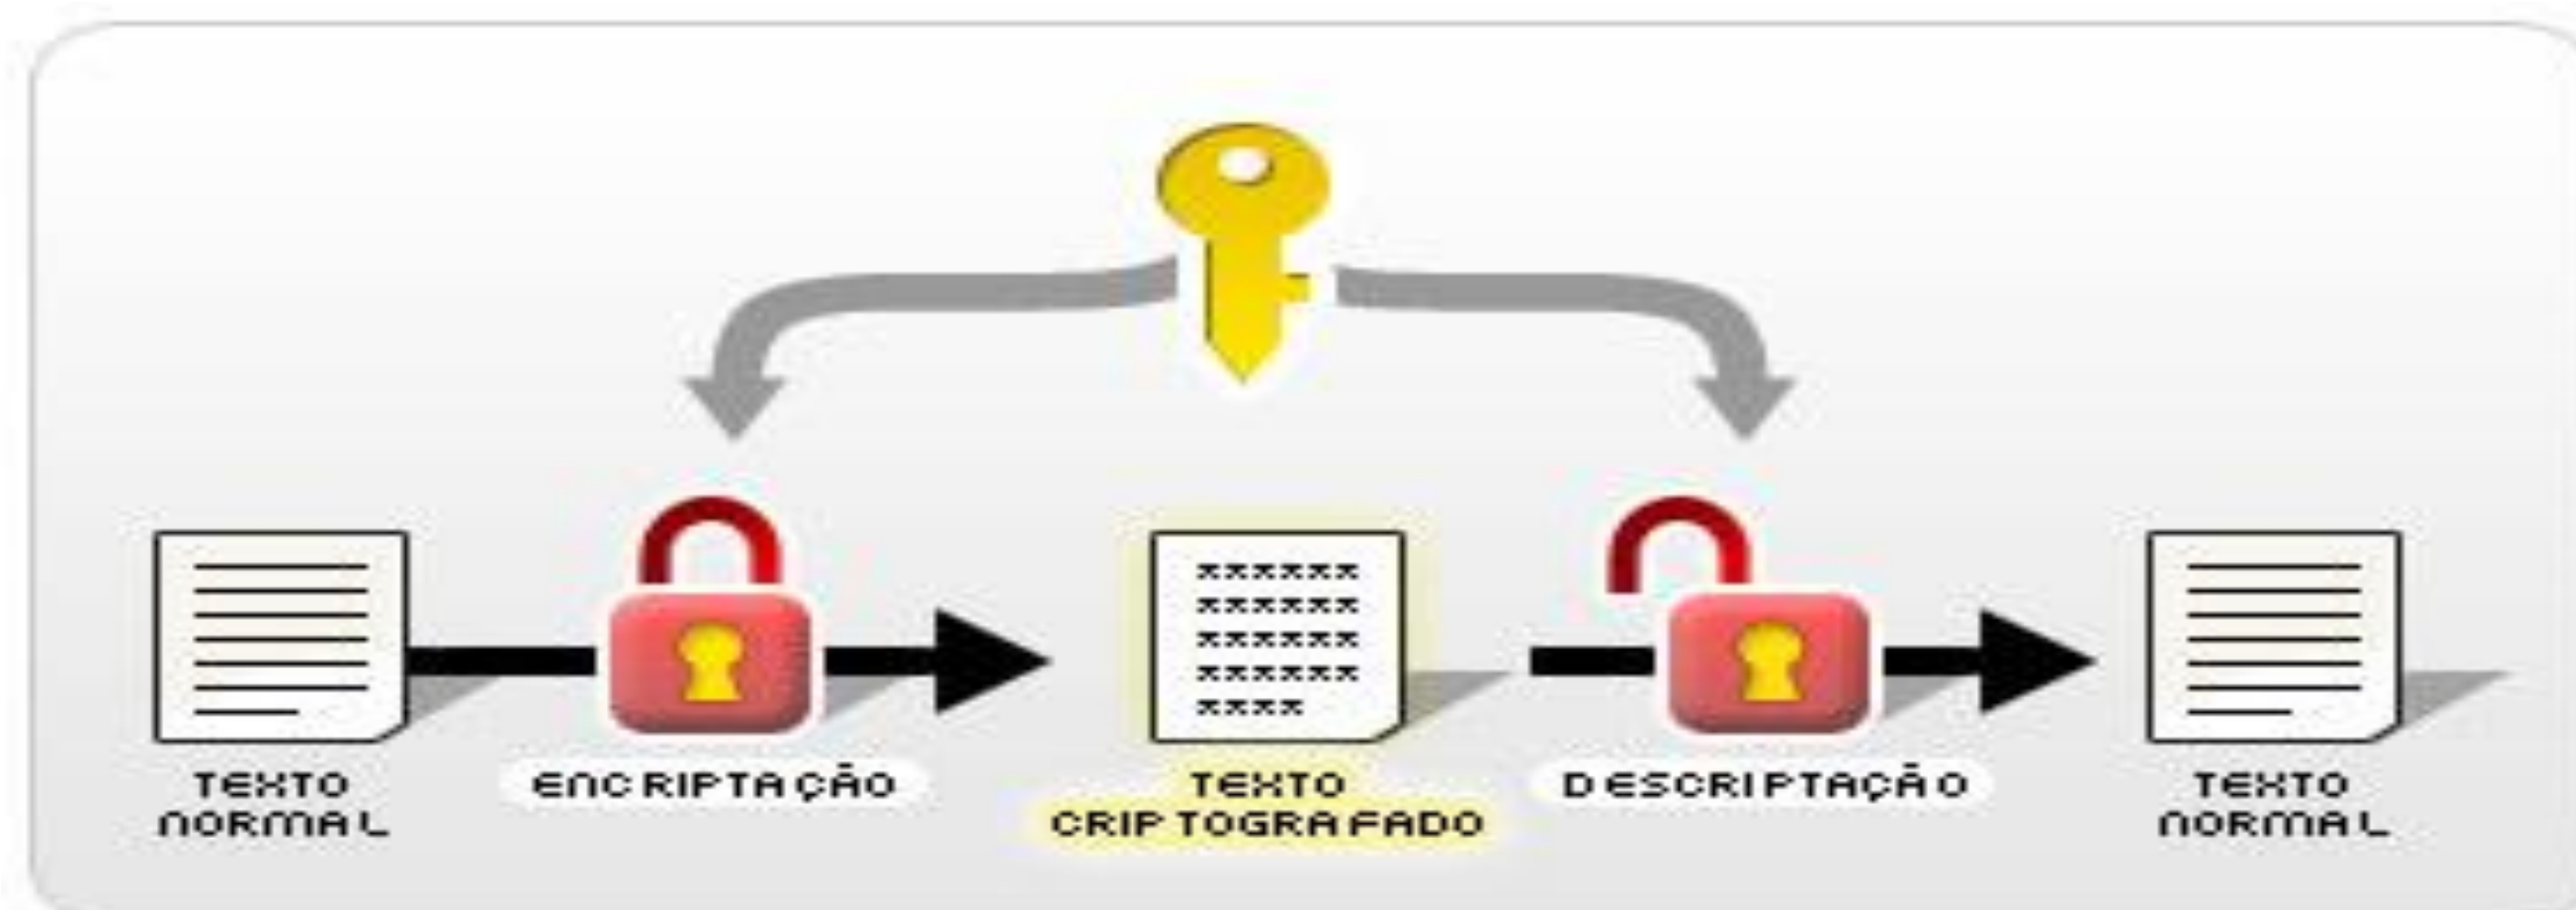 TEXTO
NORMAL
ENCRIPTAÇÃO
TEXTO
CRIPTOGRAFADO
DESCRIPTAÇÃO
TEXTO
NORMAL